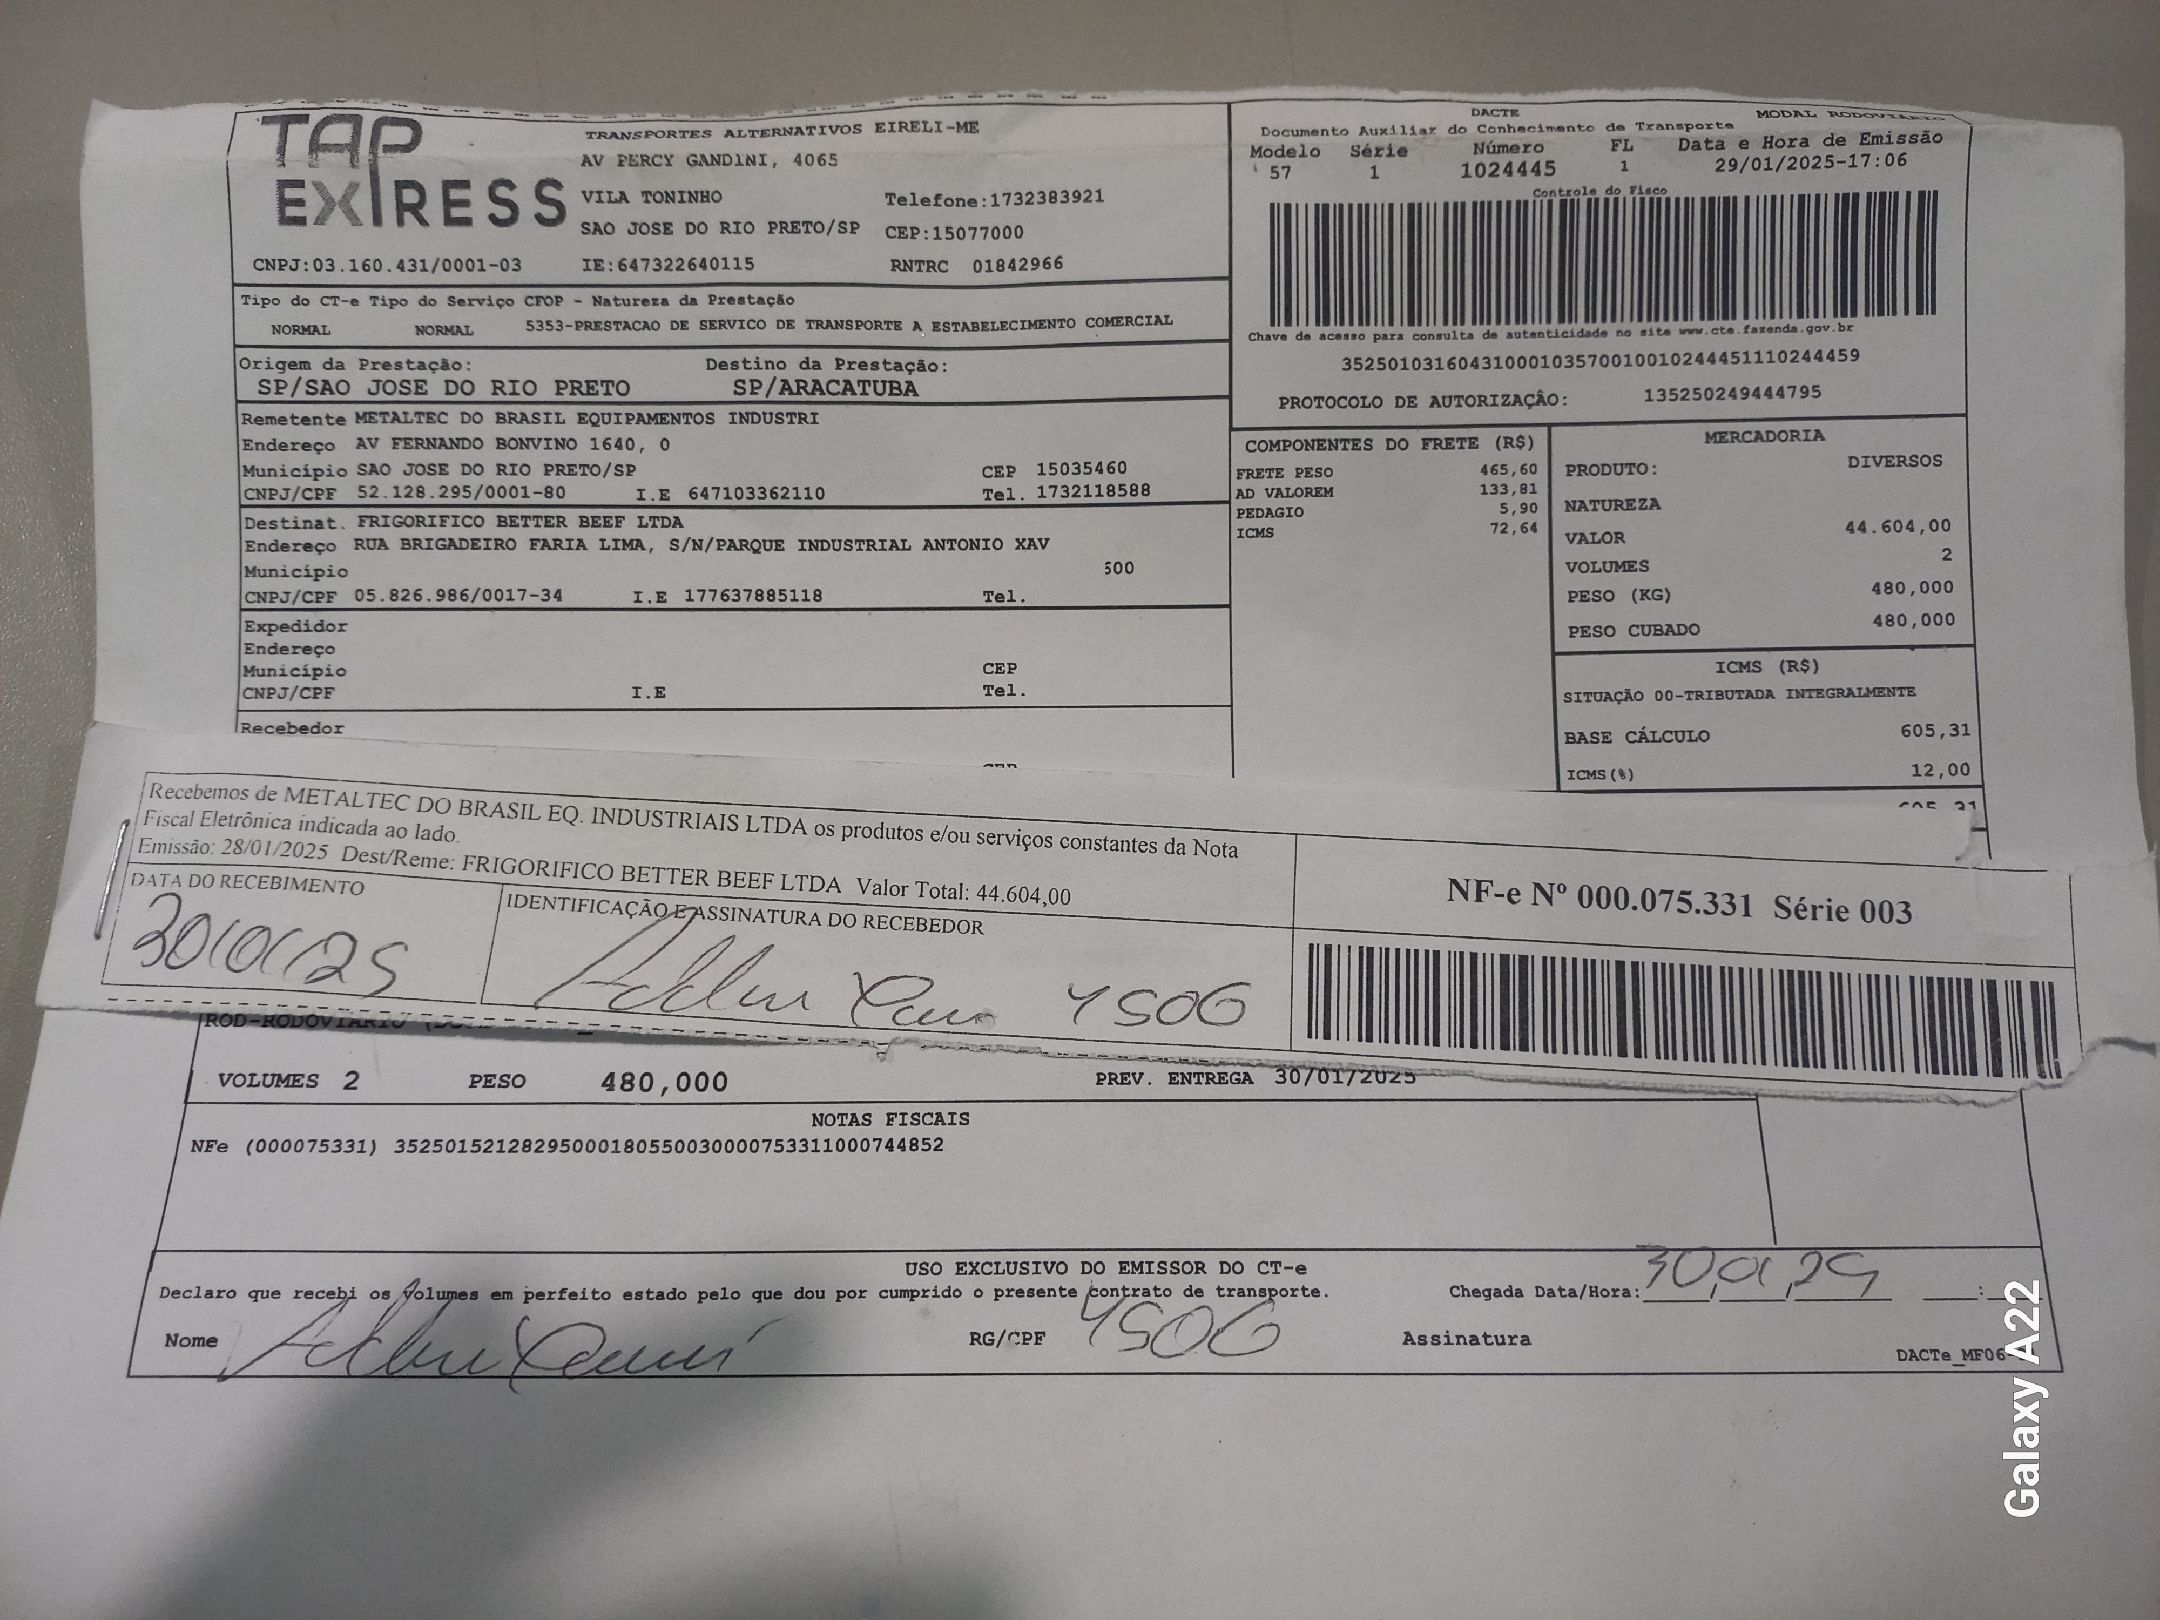 TAP
EXPRESS
TRANSPORTES ALTERNATIVOS EIRELI-ME
AV PERCY GANDINI, 4065
VILA TONINHO Telefone:1732383921
SAO JOSE DO RIO PRETO/SP CEP:15077000
CNPJ:03.160.431/0001-03 IE:647322640115 RNTRC 01842966
DACTE MODAL RODOVIÁRIO
Documento Auxiliar do Conhecimento de Transporte
Modelo Série Número FL Data e Hora de Emissão
57 1 1024445 1 29/01/2025-17:06
Controle do Fisco
Chave de acesso para consulta de autenticidade no site www.cte.fazenda.gov.br
35250103160431000103570010010244451110244459
PROTOCOLO DE AUTORIZAÇÂO: 135250249444795
Tipo do CT-e Tipo do Serviço CFOP - Natureza da Prestação
NORMAL NORMAL 5353-PRESTACAO DE SERVICO DE TRANSPORTE A ESTABELECIMENTO COMERCIAL
Origem da Prestação: Destino da Prestação:
SP/SAO JOSE DO RIO PRETO SP/ARACATUBA
Remetente METALTEC DO BRASIL EQUIPAMENTOS INDUSTRI
Endereço AV FERNANDO BONVINO 1640, 0
Município SAO JOSE DO RIO PRETO/SP CEP 15035460
CNPJ/CPF 52.128.295/0001-80 I.E 647103362110 Tel. 1732118588
Destinat. FRIGORIFICO BETTER BEEF LTDA
Endereço RUA BRIGADEIRO FARIA LIMA, S/N/PARQUE INDUSTRIAL ANTONIO XAV
Município 500
CNPJ/CPF 05.826.986/0017-34 I.E 177637885118 Tel.
Expedidor
Endereço
Município CEP
CNPJ/CPF I.E Tel.
Recebedor
COMPONENTES DO FRETE (R$)
FRETE PESO 465,60
AD VALOREM 133,81
PEDAGIO 5,90
ICMS 72,64
MERCADORIA
PRODUTO: DIVERSOS
NATUREZA
VALOR 44.604,00
VOLUMES 2
PESO (KG) 480,000
PESO CUBADO 480,000
ICMS (R$)
SITUAÇÃO 00-TRIBUTADA INTEGRALMENTE
BASE CÁLCULO 605,31
ICMS(%) 12,00
Recebemos de METALTEC DO BRASIL EQ. INDUSTRIAIS LTDA os produtos e/ou serviços constantes da Nota
Fiscal Eletrônica indicada ao lado.
Emissão: 28/01/2025 Dest/Reme: FRIGORIFICO BETTER BEEF LTDA Valor Total: 44.604,00
DATA DO RECEBIMENTO IDENTIFICAÇÃO E ASSINATURA DO RECEBEDOR
30/01/25 4506
NF-e Nº 000.075.331 Série 003
ROD-RODOVIÁRIO
VOLUMES 2 PESO 480,000 PREV. ENTREGA 30/01/2025
NOTAS FISCAIS
NFe (000075331) 35250152128295000180550030000753311000744852
USO EXCLUSIVO DO EMISSOR DO CT-e
Declaro que recebi os volumes em perfeito estado pelo que dou por cumprido o presente contrato de transporte. Chegada Data/Hora: 30,01,25 :
Nome RG/CPF 4506 Assinatura
DACTe_MF06
Galaxy A22